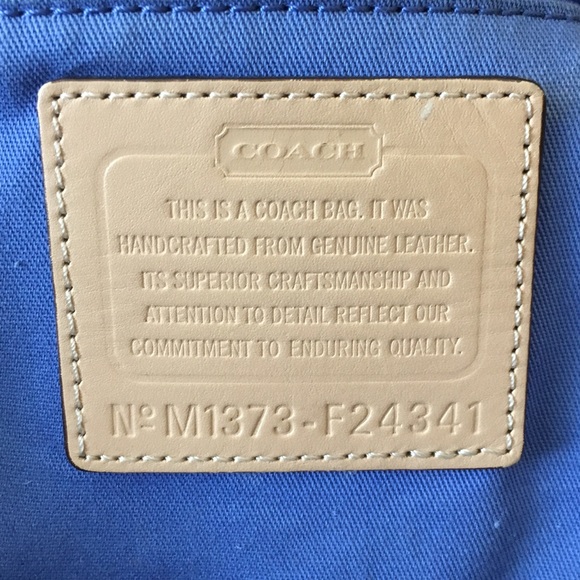 COACH
THIS IS A COACH BAG. IT WAS
HANDCRAFTED FROM GENUINE LEATHER.
ITS SUPERIOR CRAFTSMANSHIP AND
ATTENTION TO DETAIL REFLECT OUR
COMMITMENT TO ENDURING QUALITY.
Nº M1373-F24341